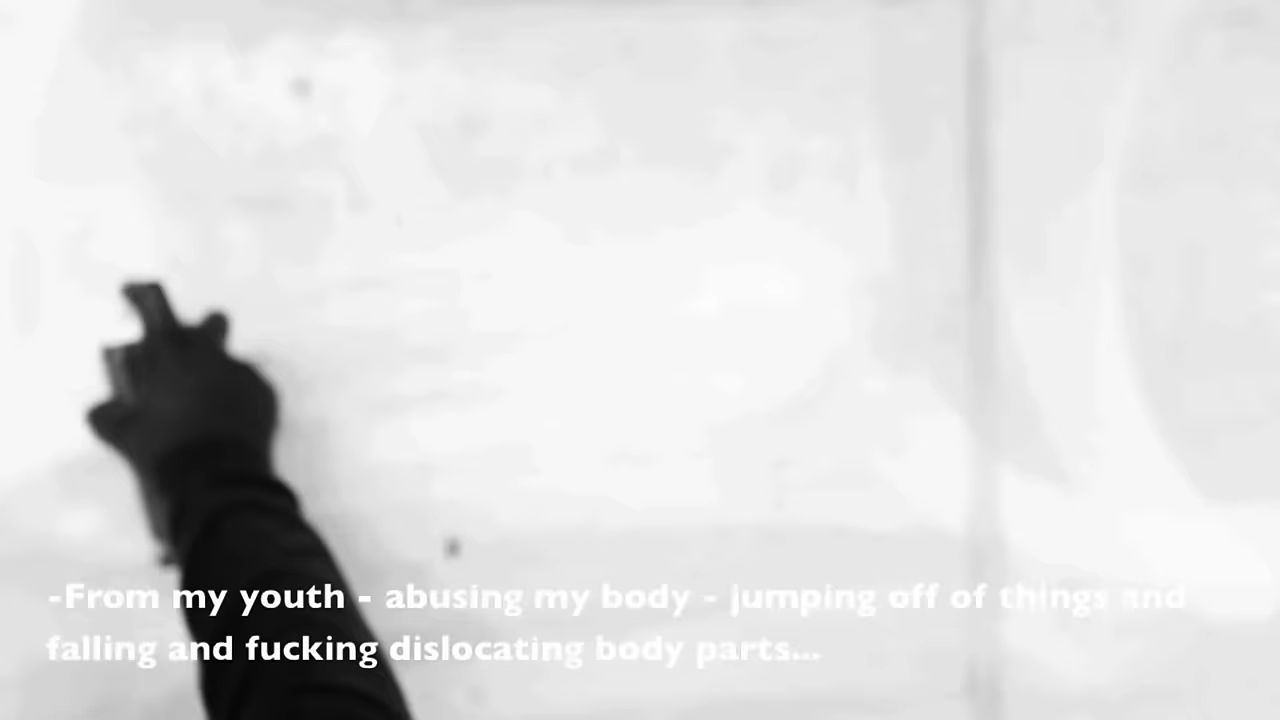 -From my youth - abusing my body - jumping off of things and
falling and fucking dislocating body parts...